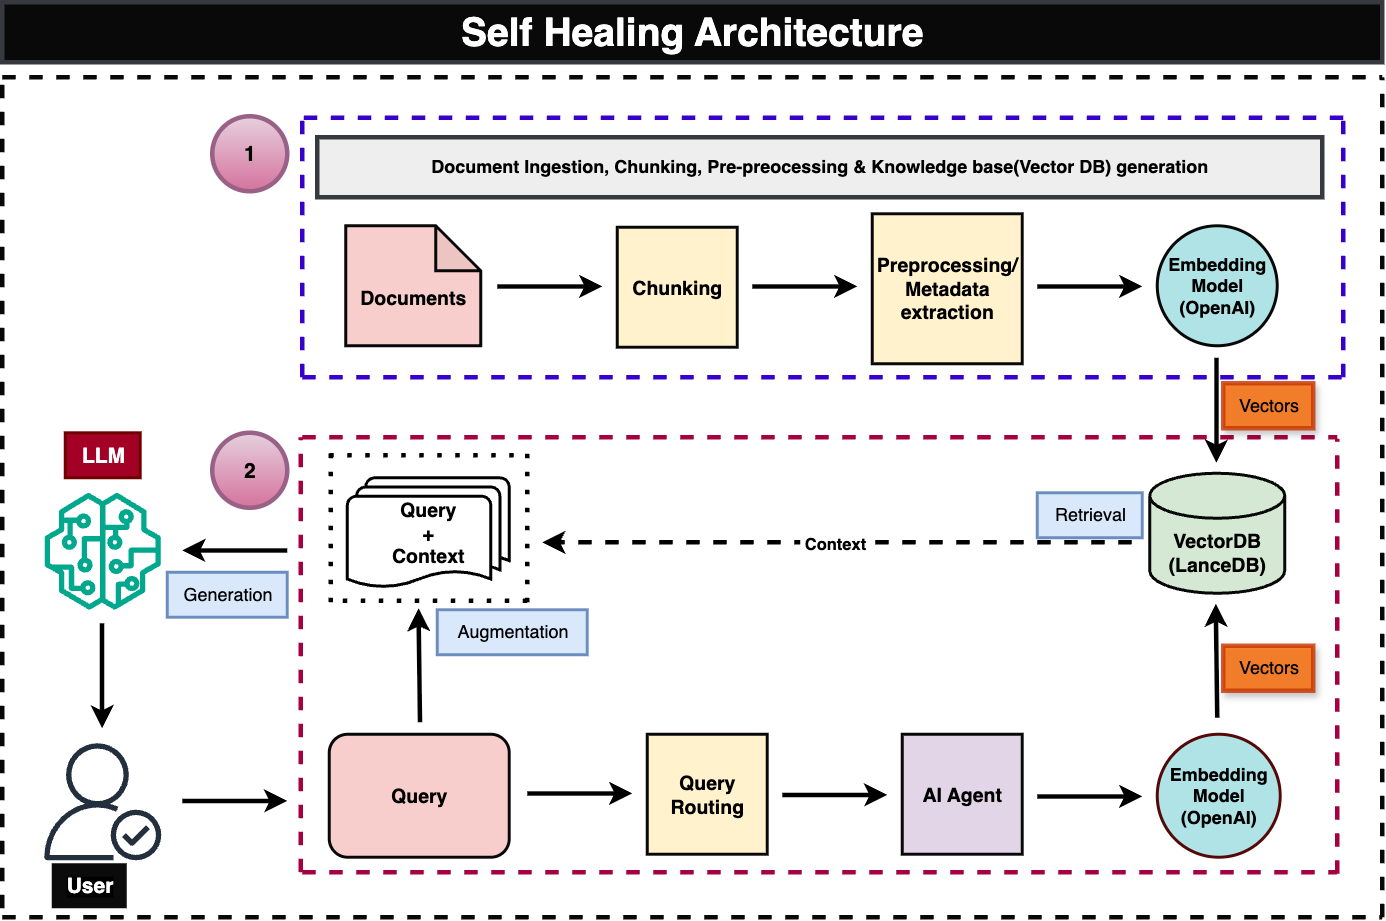 Self Healing Architecture
1
Document Ingestion, Chunking, Pre-preocessing & Knowledge base(Vector DB) generation
Documents
Chunking
Preprocessing/
Metadata
extraction
Embedding
Model
(OpenAI)
Vectors
LLM
2
Query
+
Context
Context
Retrieval
VectorDB
(LanceDB)
Generation
Augmentation
Vectors
Query
Query
Routing
AI Agent
Embedding
Model
(OpenAI)
User